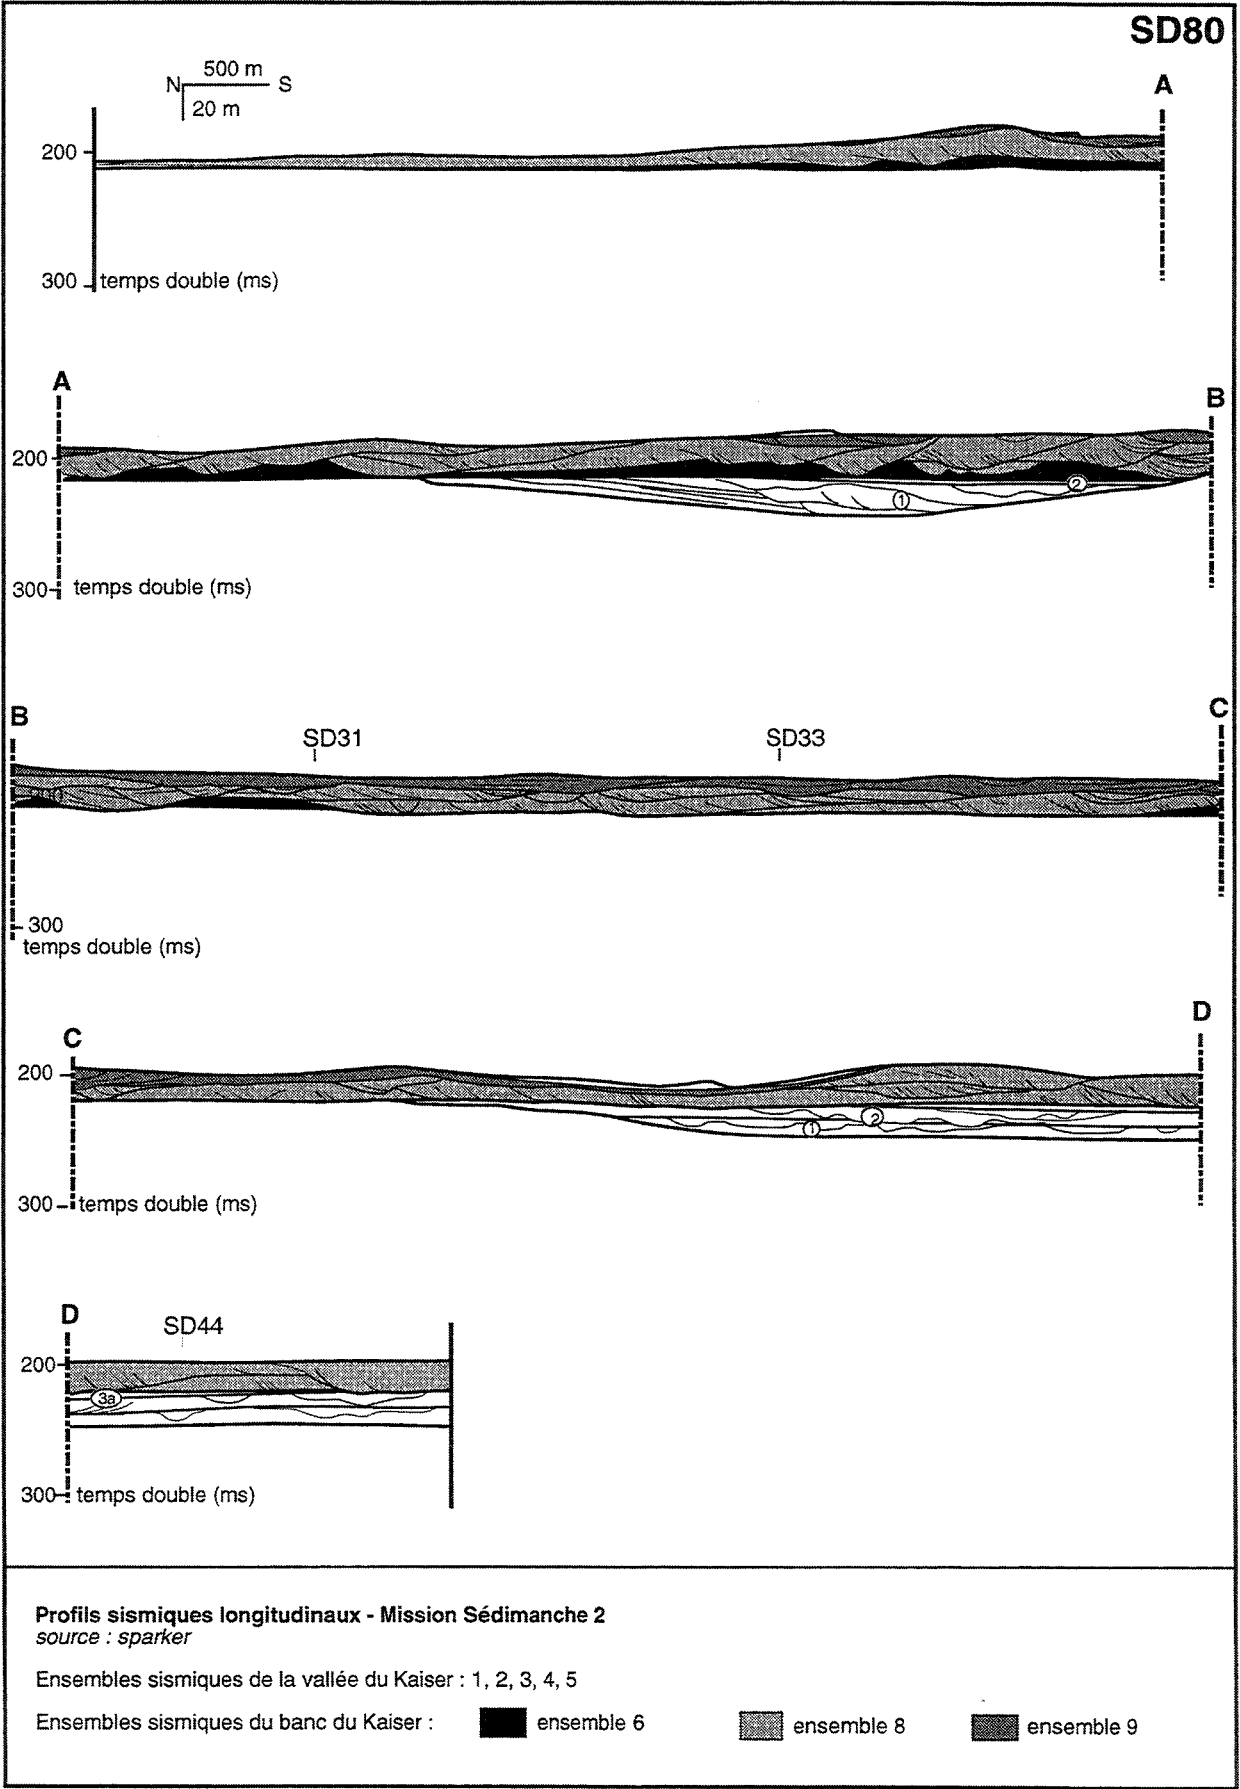 SD80
500 m
N S
20 m
A
200
300 temps double (ms)
A
B
200
1
2
300 temps double (ms)
B
C
SD31
SD33
200
300
temps double (ms)
C
D
200
2
1
300 temps double (ms)
D
SD44
200
3a
300 temps double (ms)
Profils sismiques longitudinaux - Mission Sédimanche 2
source : sparker
Ensembles sismiques de la vallée du Kaiser : 1, 2, 3, 4, 5
Ensembles sismiques du banc du Kaiser : ensemble 6 ensemble 8 ensemble 9